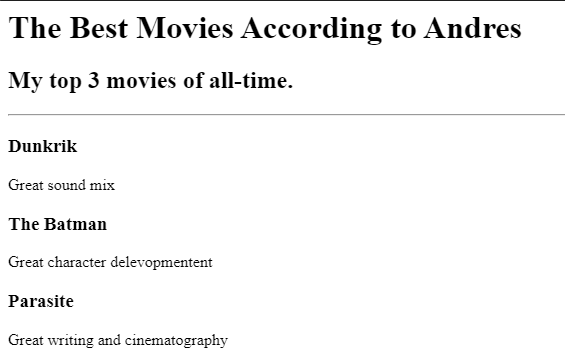 The Best Movies According to Andres
My top 3 movies of all-time.
Dunkrik
Great sound mix
The Batman
Great character delevopmentent
Parasite
Great writing and cinematography